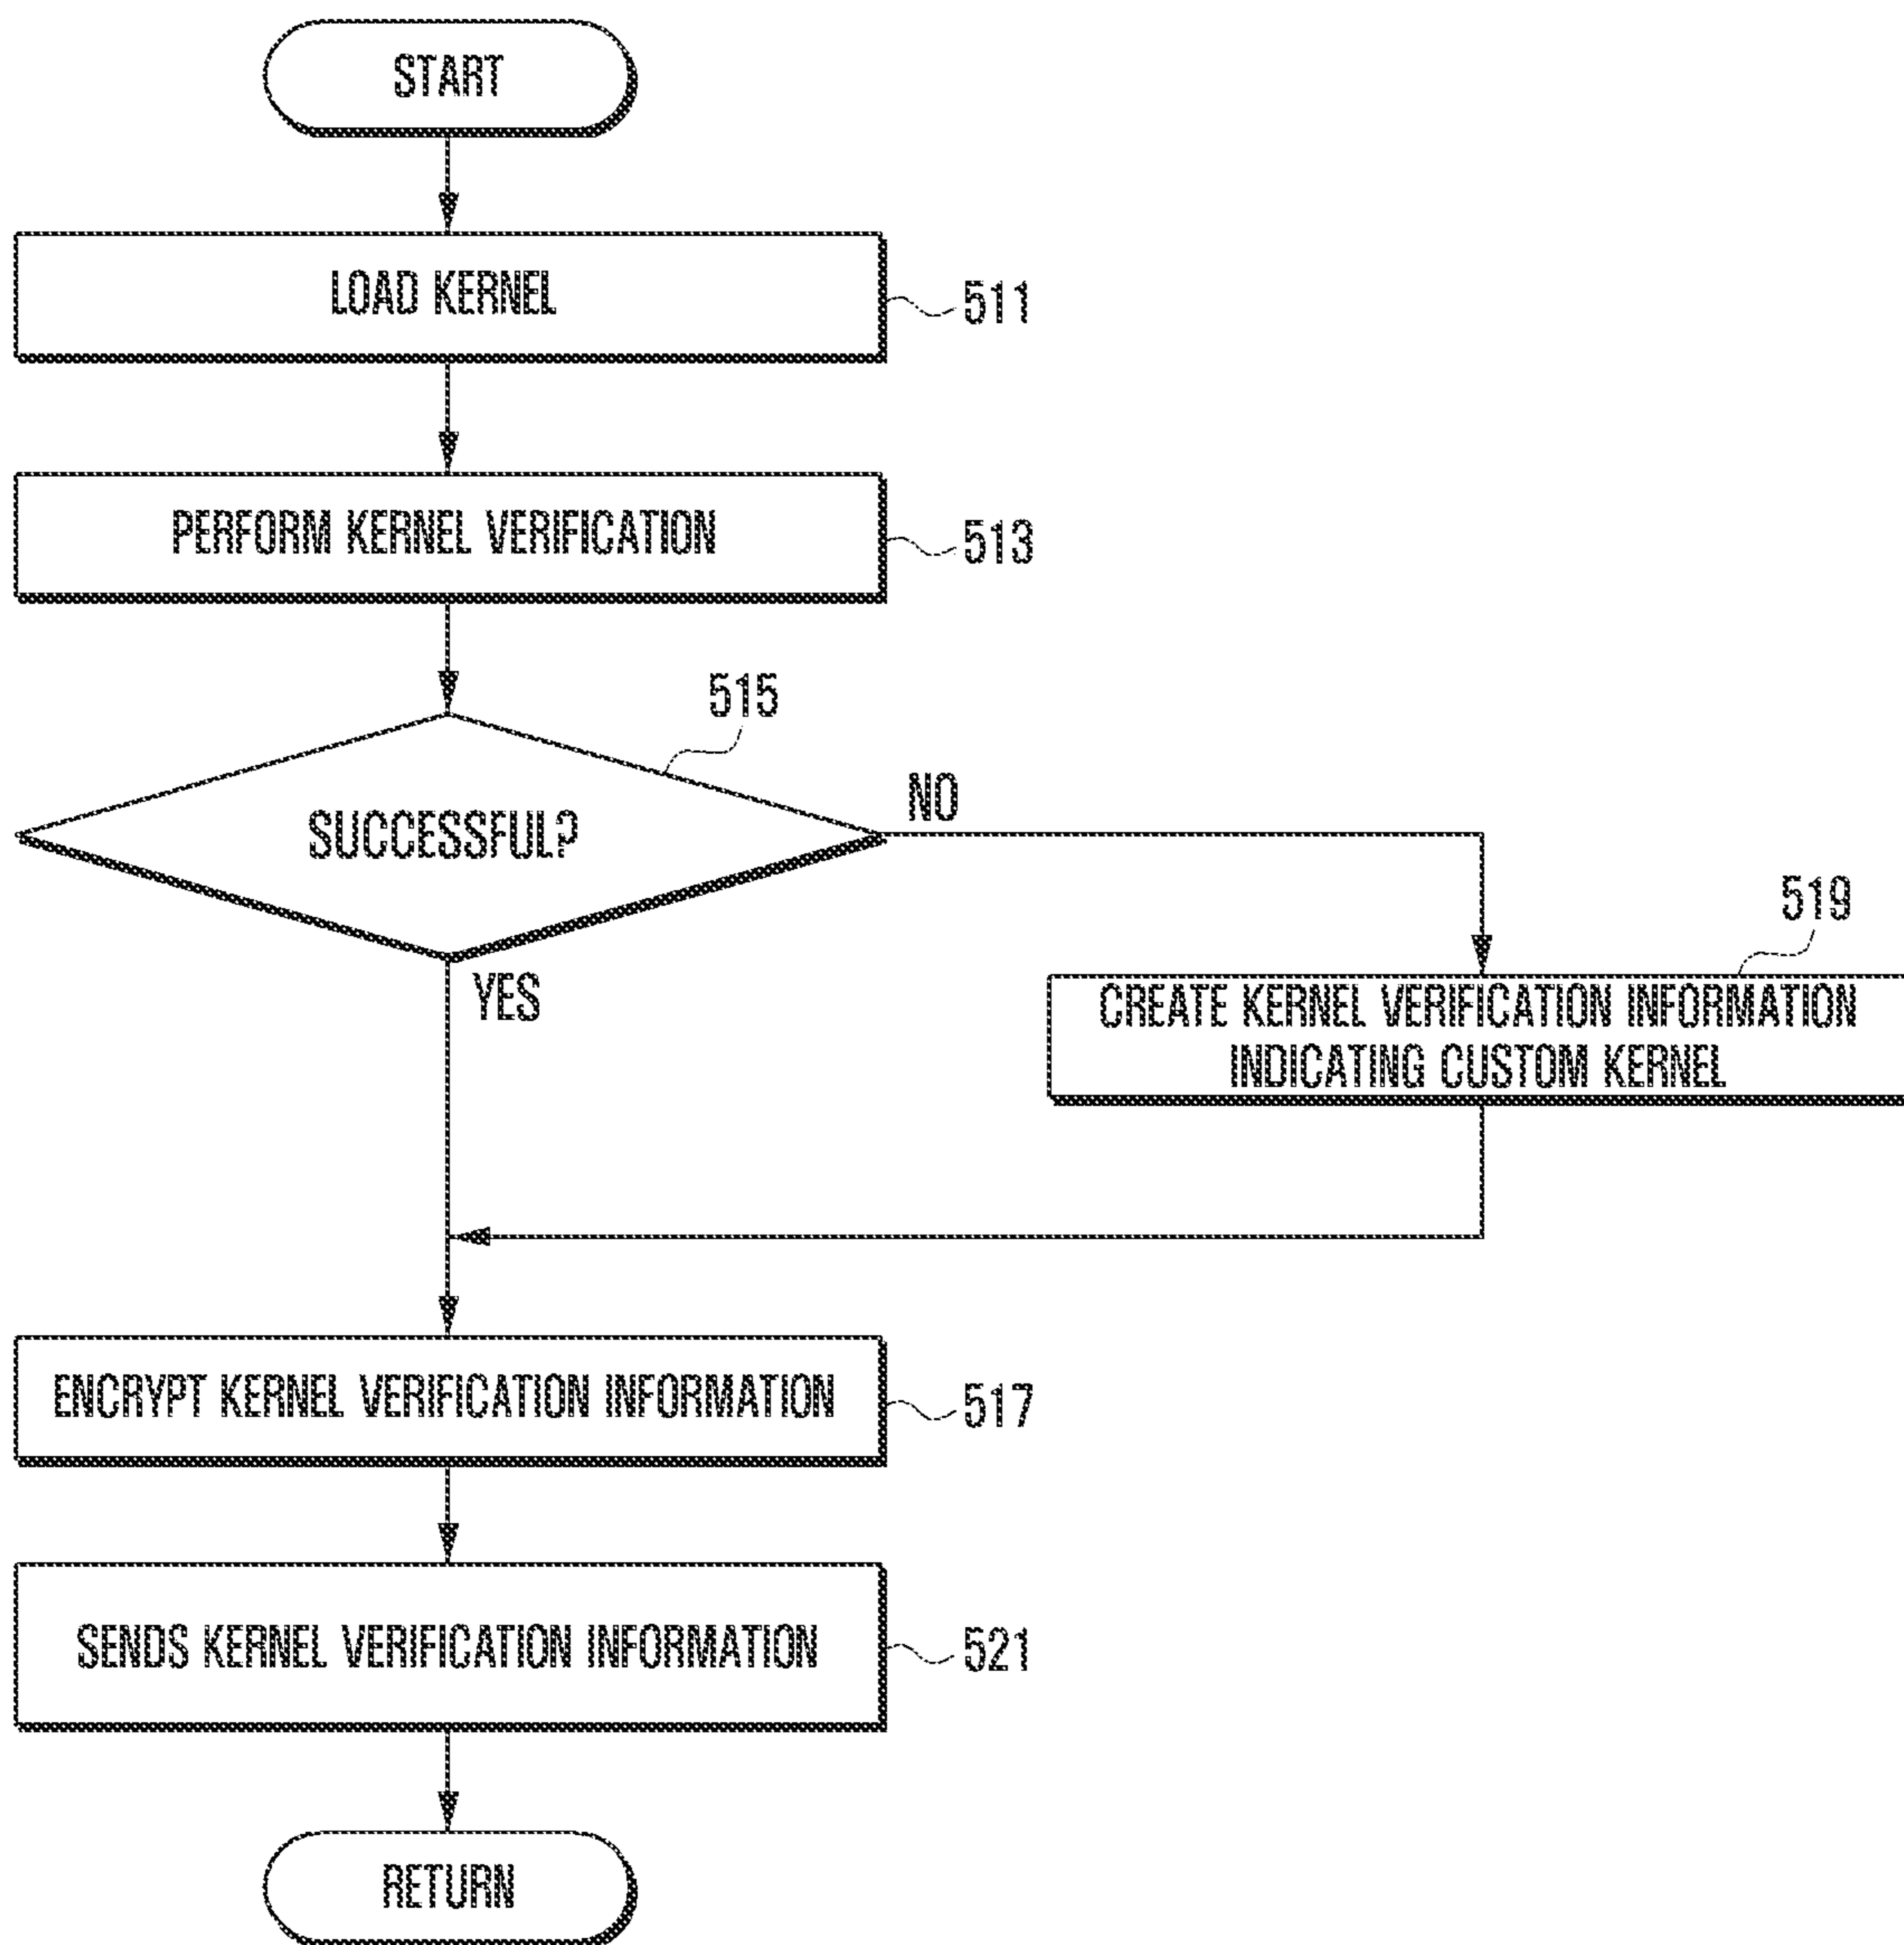 START
LOAD KERNEL
511
PERFORM KERNEL VERIFICATION
513
515
SUCCESSFUL?
NO
YES
519
CREATE KERNEL VERIFICATION INFORMATION
INDICATING CUSTOM KERNEL
ENCRYPT KERNEL VERIFICATION INFORMATION
517
SENDS KERNEL VERIFICATION INFORMATION
521
RETURN